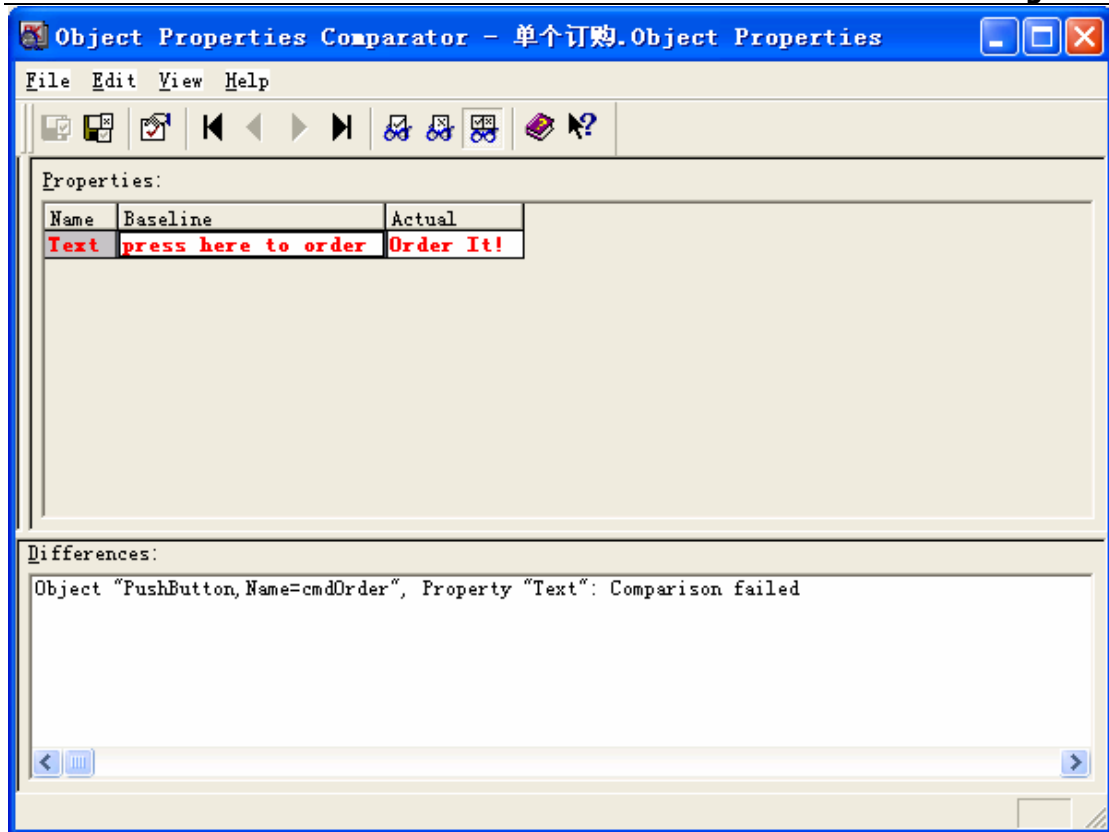 Object Properties Comparator - 单个订购.Object Properties
File Edit View Help
Properties:
Name Baseline Actual
Text press here to order Order It!
Differences:
Object "PushButton,Name=cmdOrder", Property "Text": Comparison failed